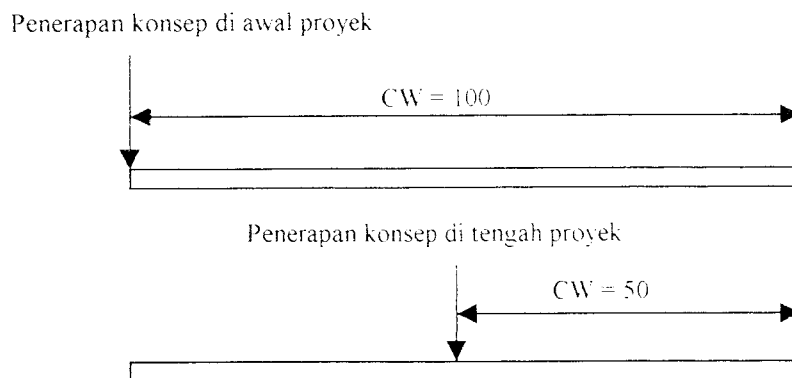 Penerapan konsep di awal proyek
CW = 100
Penerapan konsep di tengah proyek
CW = 50